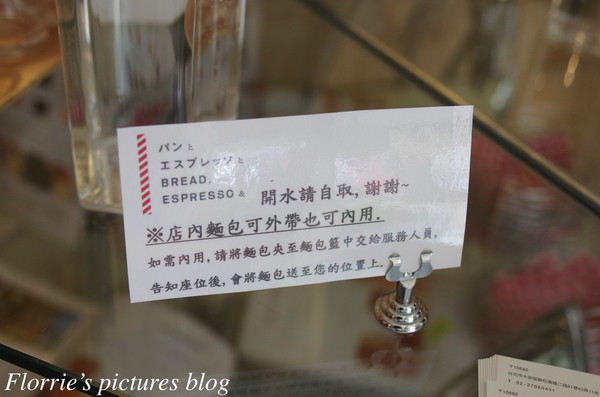 パンと
エスプレッソと
BREAD,
ESPRESSO &
開水請自取, 謝謝~
※店內麵包可外帶也可內用.
如需內用, 請將麵包夾至麵包籃中交給服務人員,
告知座位後, 會將麵包送至您的位置上.
Florrie's pictures blog